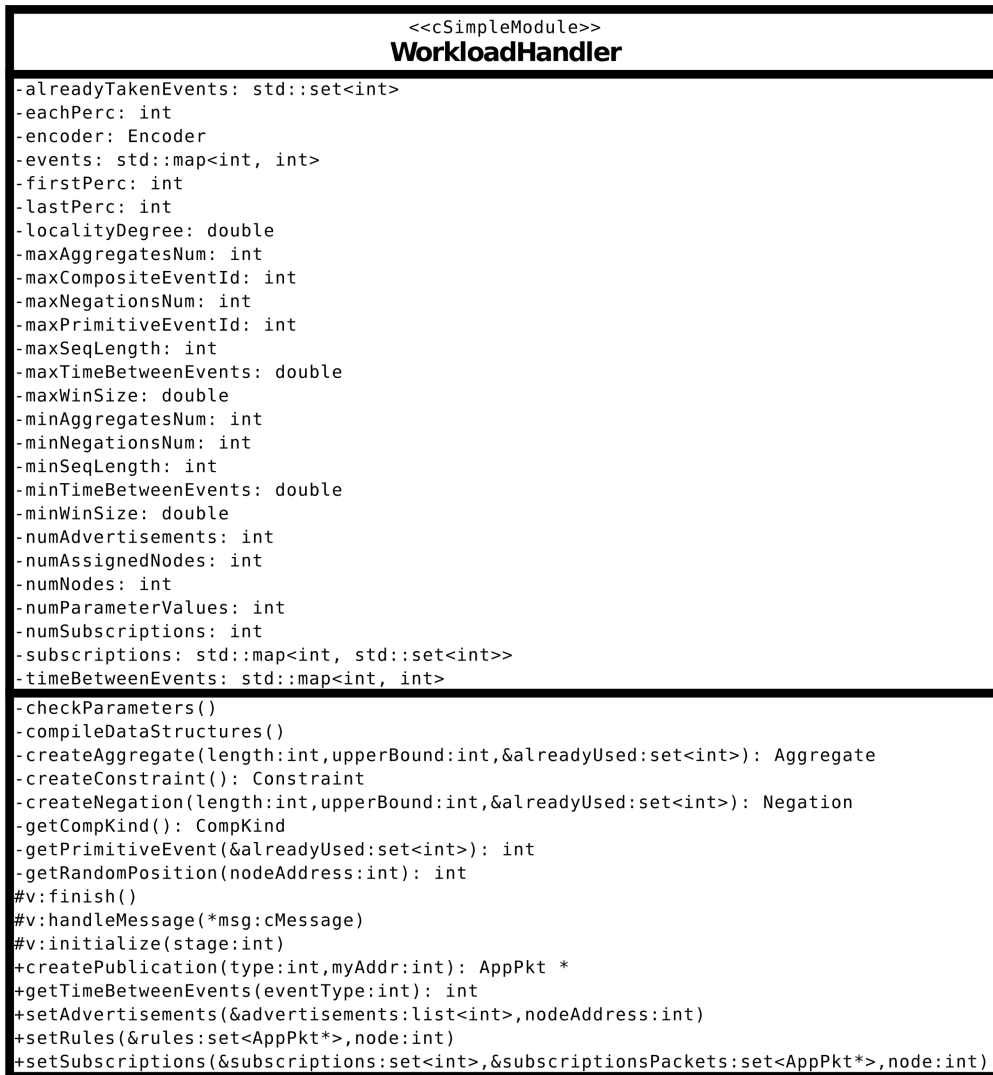 <<cSimpleModule>>
WorkloadHandler
-alreadyTakenEvents: std::set<int>
-eachPerc: int
-encoder: Encoder
-events: std::map<int, int>
-firstPerc: int
-lastPerc: int
-localityDegree: double
-maxAggregatesNum: int
-maxCompositeEventId: int
-maxNegationsNum: int
-maxPrimitiveEventId: int
-maxSeqLength: int
-maxTimeBetweenEvents: double
-maxWinSize: double
-minAggregatesNum: int
-minNegationsNum: int
-minSeqLength: int
-minTimeBetweenEvents: double
-minWinSize: double
-numAdvertisements: int
-numAssignedNodes: int
-numNodes: int
-numParameterValues: int
-numSubscriptions: int
-subscriptions: std::map<int, std::set<int>>
-timeBetweenEvents: std::map<int, int>
-checkParameters()
-compileDataStructures()
-createAggregate(length:int,upperBound:int,&alreadyUsed:set<int>): Aggregate
-createConstraint(): Constraint
-createNegation(length:int,upperBound:int,&alreadyUsed:set<int>): Negation
-getCompKind(): CompKind
-getPrimitiveEvent(&alreadyUsed:set<int>): int
-getRandomPosition(nodeAddress:int): int
#v:finish()
#v:handleMessage(*msg:cMessage)
#v:initialize(stage:int)
+createPublication(type:int,myAddr:int): AppPkt *
+getTimeBetweenEvents(eventType:int): int
+setAdvertisements(&advertisements:list<int>,nodeAddress:int)
+setRules(&rules:set<AppPkt*>,node:int)
+setSubscriptions(&subscriptions:set<int>,&subscriptionsPackets:set<AppPkt*>,node:int)